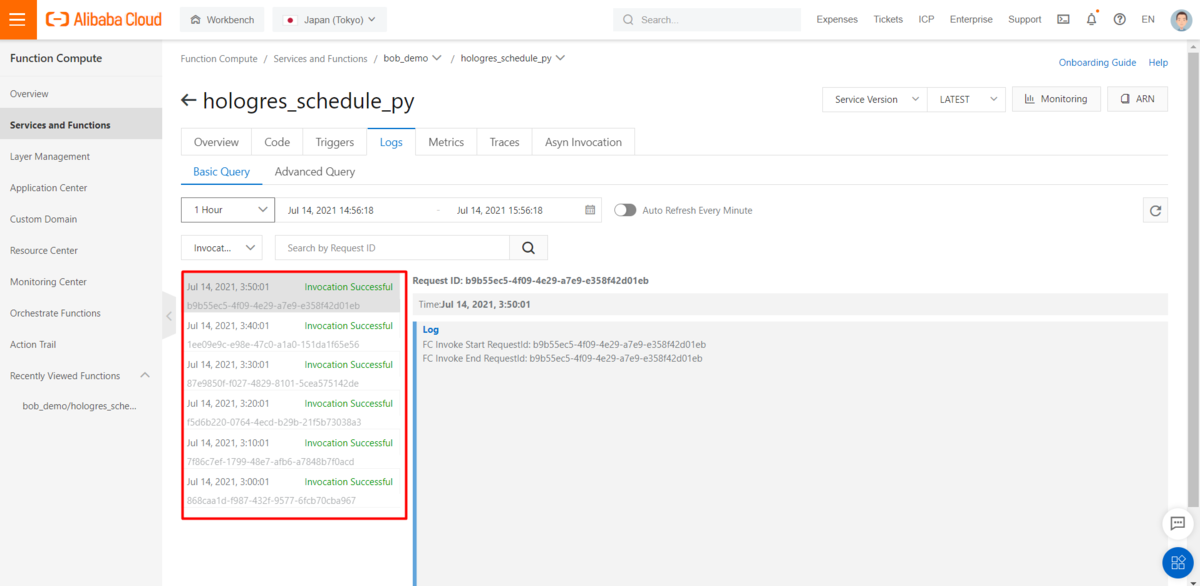 Alibaba Cloud
Workbench
Japan (Tokyo)
Search...
Expenses
Tickets
ICP
Enterprise
Support
EN
Function Compute
Overview
Services and Functions
Layer Management
Application Center
Custom Domain
Resource Center
Monitoring Center
Orchestrate Functions
Action Trail
Recently Viewed Functions
bob_demo/hologres_sche...
Function Compute / Services and Functions / bob_demo / hologres_schedule_py
Onboarding Guide Help
hologres_schedule_py
Service Version LATEST
Monitoring
ARN
Overview Code Triggers Logs Metrics Traces Asyn Invocation
Basic Query Advanced Query
1 Hour Jul 14, 2021 14:56:18 - Jul 14, 2021 15:56:18 Auto Refresh Every Minute
Invocat... Search by Request ID
Jul 14, 2021, 3:50:01 Invocation Successful
b9b55ec5-4f09-4e29-a7e9-e358f42d01eb
Jul 14, 2021, 3:40:01 Invocation Successful
1ee09e9c-e98e-47c0-a1a0-151da1f65e56
Jul 14, 2021, 3:30:01 Invocation Successful
87e9850f-f027-4829-8101-5cea575142de
Jul 14, 2021, 3:20:01 Invocation Successful
f5d6b220-0764-4ecd-b29b-21f5b73038a3
Jul 14, 2021, 3:10:01 Invocation Successful
7f86c7ef-1799-48e7-afb6-a7848b7f0acd
Jul 14, 2021, 3:00:01 Invocation Successful
868caa1d-f987-432f-9577-6fcb70cba967
Request ID: b9b55ec5-4f09-4e29-a7e9-e358f42d01eb
Time:Jul 14, 2021, 3:50:01
Log
FC Invoke Start RequestId: b9b55ec5-4f09-4e29-a7e9-e358f42d01eb
FC Invoke End RequestId: b9b55ec5-4f09-4e29-a7e9-e358f42d01eb